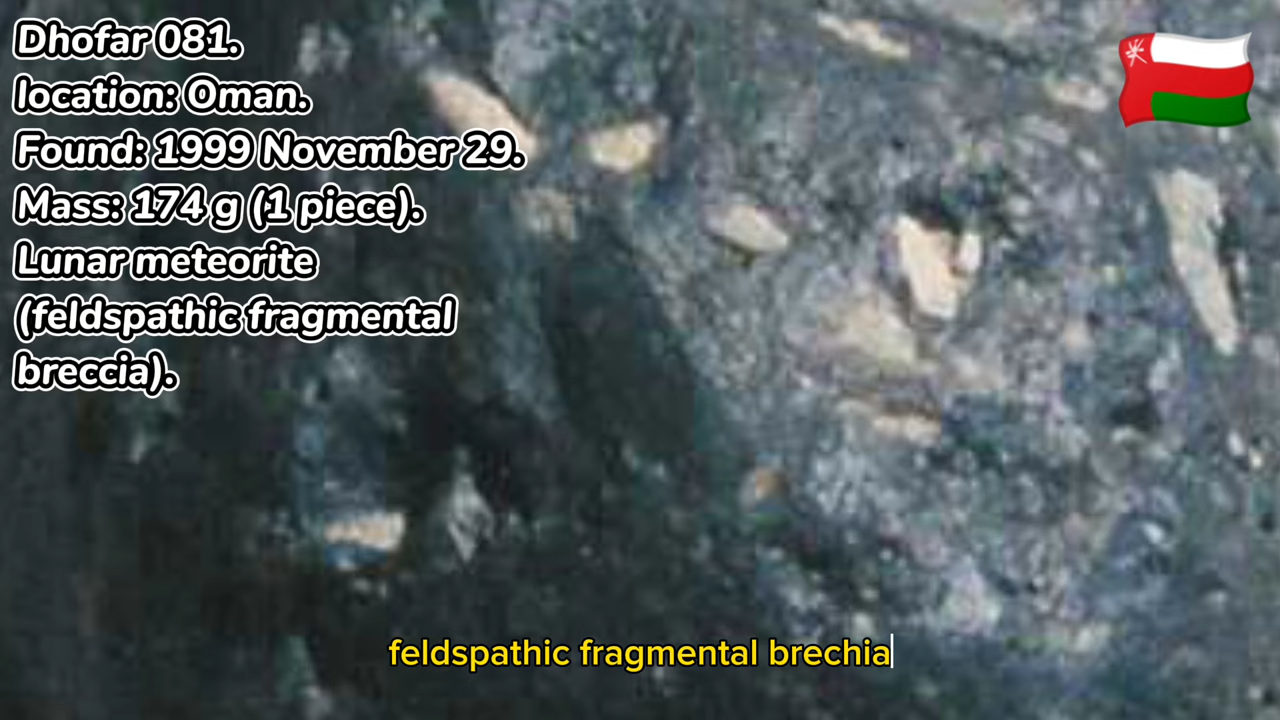 Dhofar 081.
location: Oman.
Found: 1999 November 29.
Mass: 174 g (1 piece).
Lunar meteorite
(feldspathic fragmental
breccia).
feldspathic fragmental brechia